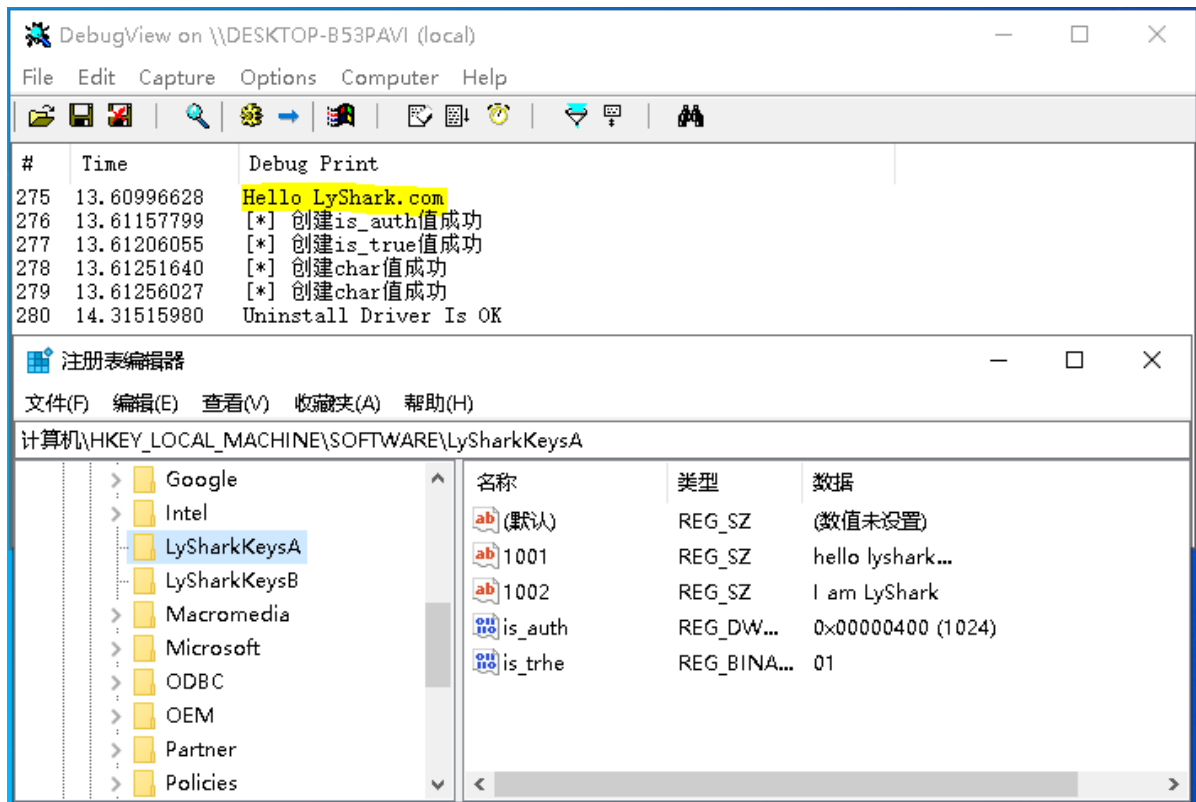 DebugView on \\DESKTOP-B53PAVI (local)
File Edit Capture Options Computer Help
# Time Debug Print
275 13.60996628 Hello LyShark.com
276 13.61157799 [*] 创建is_auth值成功
277 13.61206055 [*] 创建is_true值成功
278 13.61251640 [*] 创建char值成功
279 13.61256027 [*] 创建char值成功
280 14.31515980 Uninstall Driver Is OK
注册表编辑器
文件(F) 编辑(E) 查看(V) 收藏夹(A) 帮助(H)
计算机\HKEY_LOCAL_MACHINE\SOFTWARE\LySharkKeysA
Google
Intel
LySharkKeysA
LySharkKeysB
Macromedia
Microsoft
ODBC
OEM
Partner
Policies
名称 类型 数据
(默认) REG_SZ (数值未设置)
1001 REG_SZ hello lyshark...
1002 REG_SZ I am LyShark
is_auth REG_DW... 0x00000400 (1024)
is_trhe REG_BINA... 01